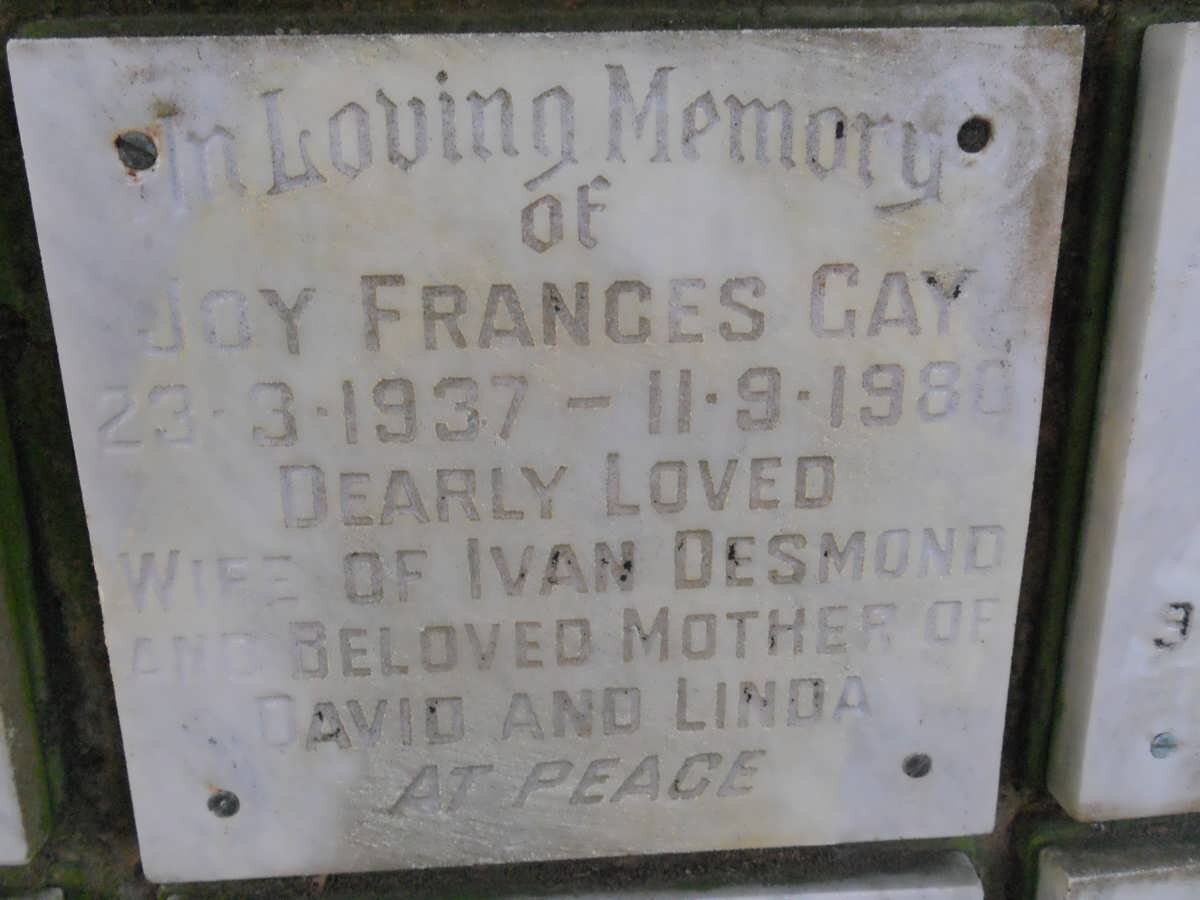 In Loving Memory
of
JOY FRANCES GAY
23·3·1937 – 11·9·1980
DEARLY LOVED
WIFE OF IVAN DESMOND
AND BELOVED MOTHER OF
DAVID AND LINDA
AT PEACE